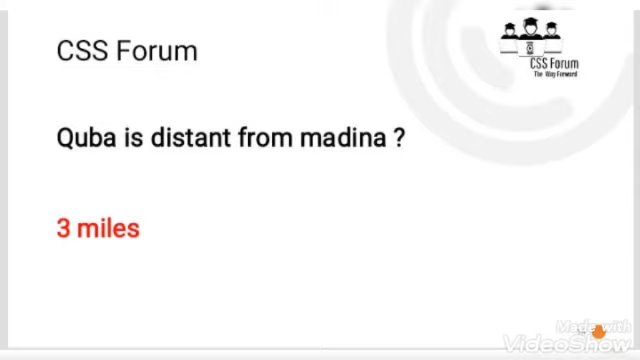 CSS Forum
CSS Forum
The Way Forward
Quba is distant from madina ?
3 miles
Made with
VideoShow